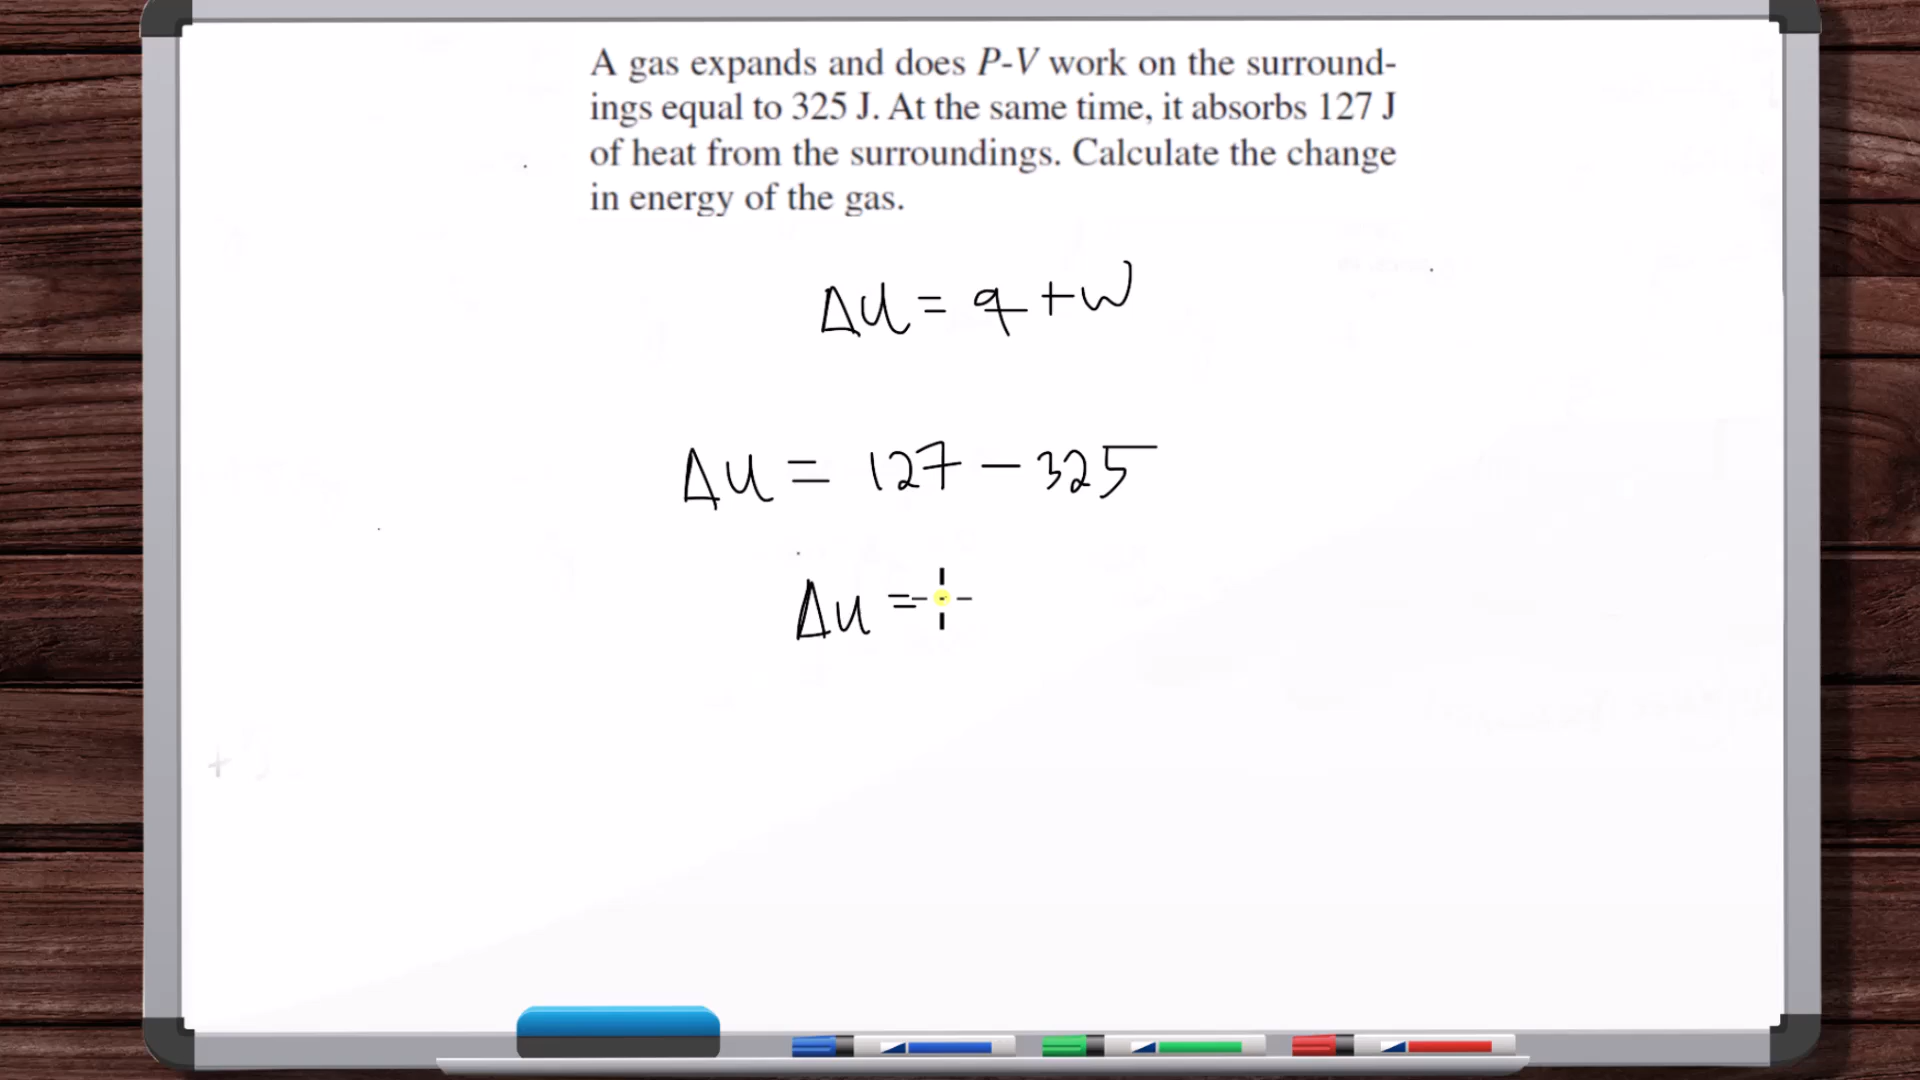 A gas expands and does P-V work on the surround-
ings equal to 325 J. At the same time, it absorbs 127 J
of heat from the surroundings. Calculate the change
in energy of the gas.
ΔU = q + W
ΔU = 127 - 325
ΔU =